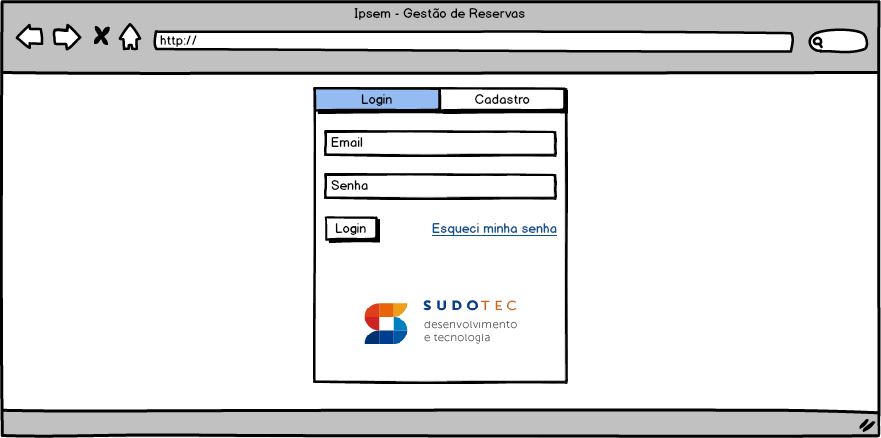 Ipsem - Gestão de Reservas
http://
Login
Cadastro
Email
Senha
Login
Esqueci minha senha
SUDOTEC
desenvolvimento
e tecnologia